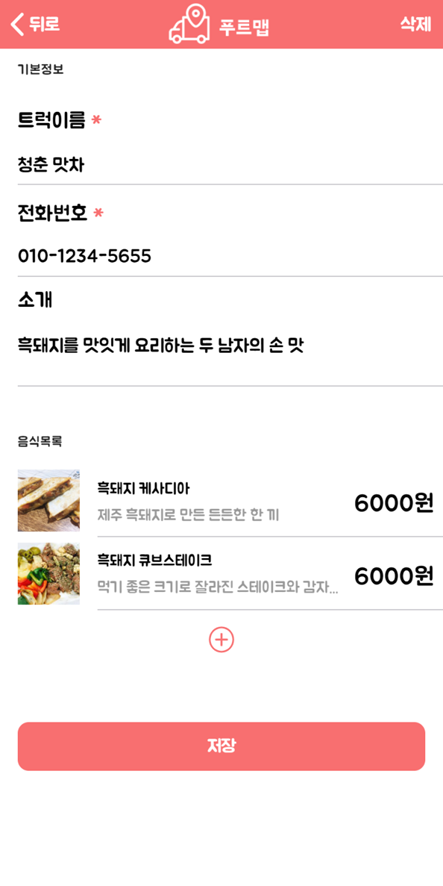 뒤로
푸트맵
삭제
기본정보
트럭이름 *
청춘 맛차
전화번호 *
010-1234-5655
소개
흑돼지를 맛잇게 요리하는 두 남자의 손 맛
음식목록
흑돼지 케사디아
제주 흑돼지로 만든 든든한 한 끼
6000원
흑돼지 큐브스테이크
먹기 좋은 크기로 잘라진 스테이크와 감자...
6000원
저장